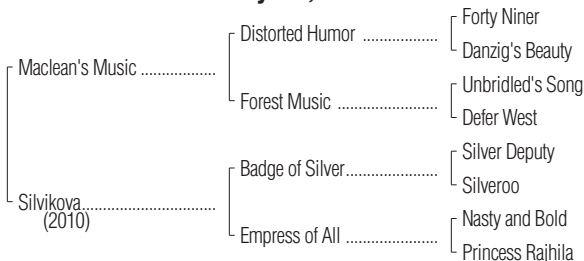 Forty Niner
Distorted Humor ..................
Danzig's Beauty
Maclean's Music ..................
Unbridled's Song
Forest Music ........................
Defer West
Silver Deputy
Badge of Silver......................
Silveroo
Silvikova................................
(2010)
Nasty and Bold
Empress of All ......................
Princess Rajhila